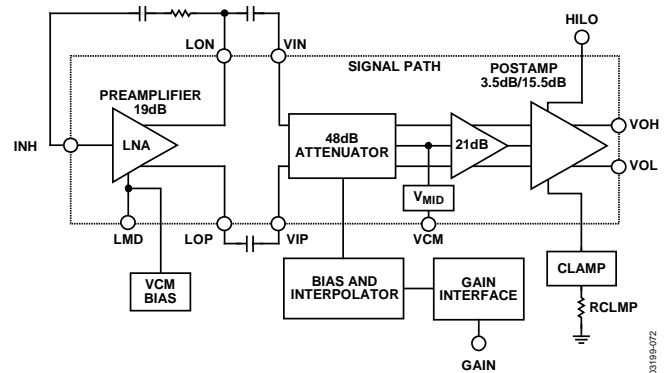 HILO
LON
VIN
SIGNAL PATH
POSTAMP
3.5dB/15.5dB
PREAMPLIFIER
19dB
INH
LNA
48dB
ATTENUATOR
21dB
VOH
VOL
VMID
LMD
LOP
VIP
VCM
VCM
BIAS
BIAS AND
INTERPOLATOR
GAIN
INTERFACE
CLAMP
RCLMP
GAIN
03199-072